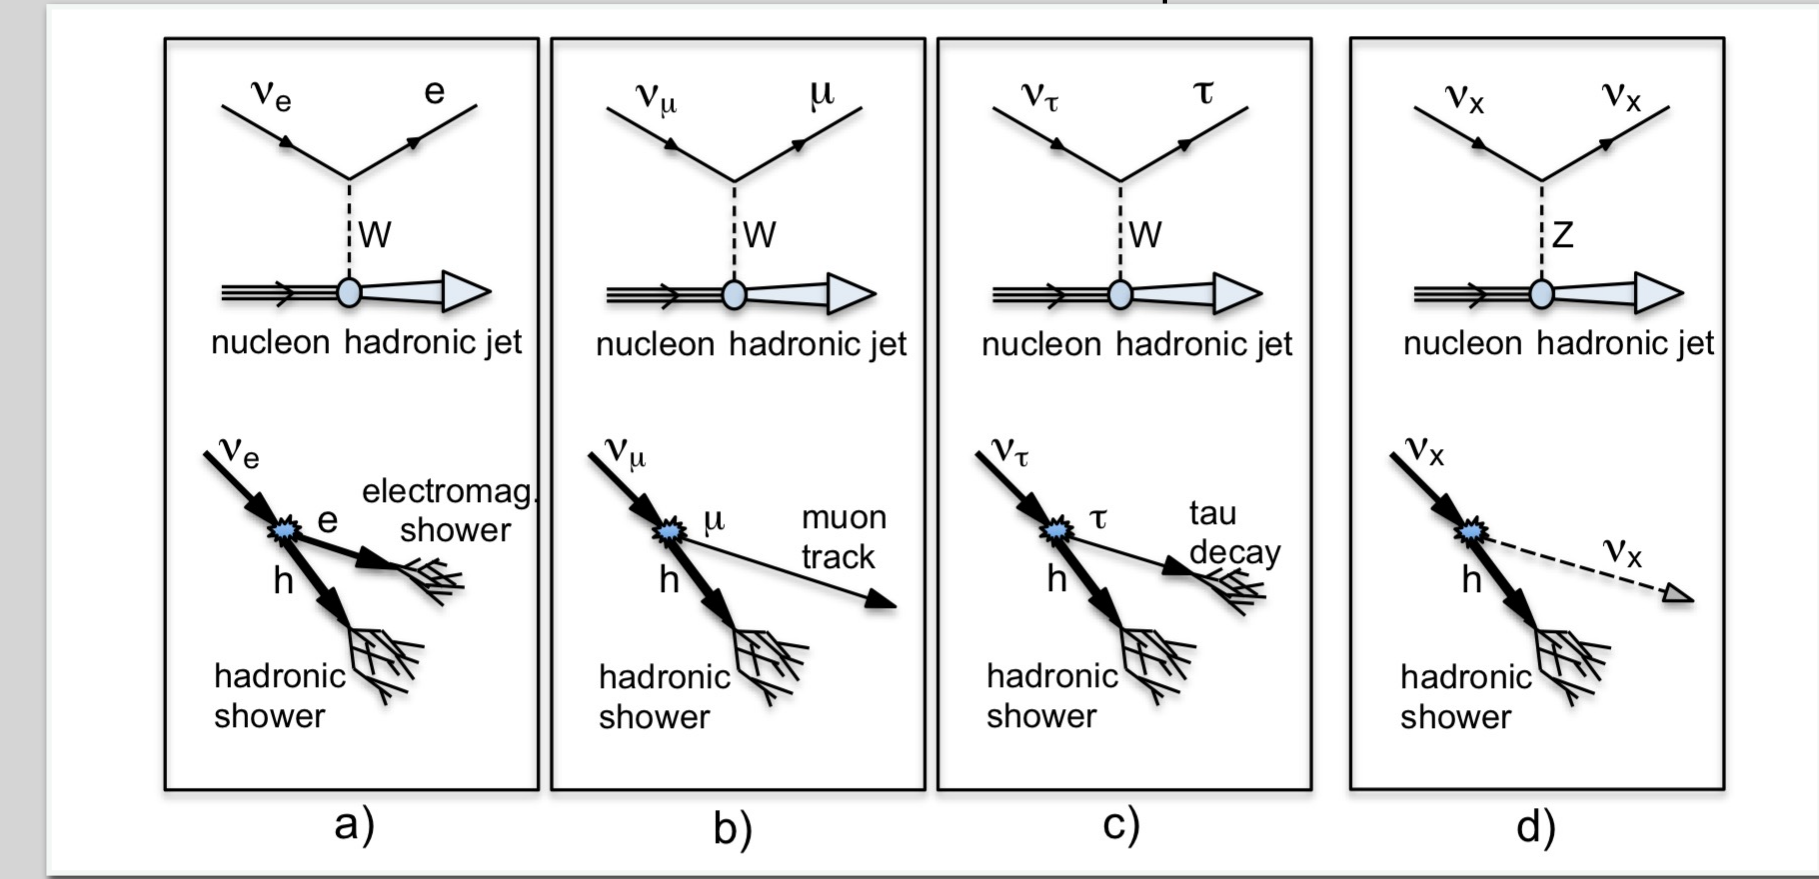 νe e
W
nucleon hadronic jet
νe
electromag.
e shower
h
hadronic
shower
a)
νμ μ
W
nucleon hadronic jet
νμ
μ muon
track
h
hadronic
shower
b)
ντ τ
W
nucleon hadronic jet
ντ
τ tau
decay
h
hadronic
shower
c)
νx νx
Z
nucleon hadronic jet
νx
νx
h
hadronic
shower
d)